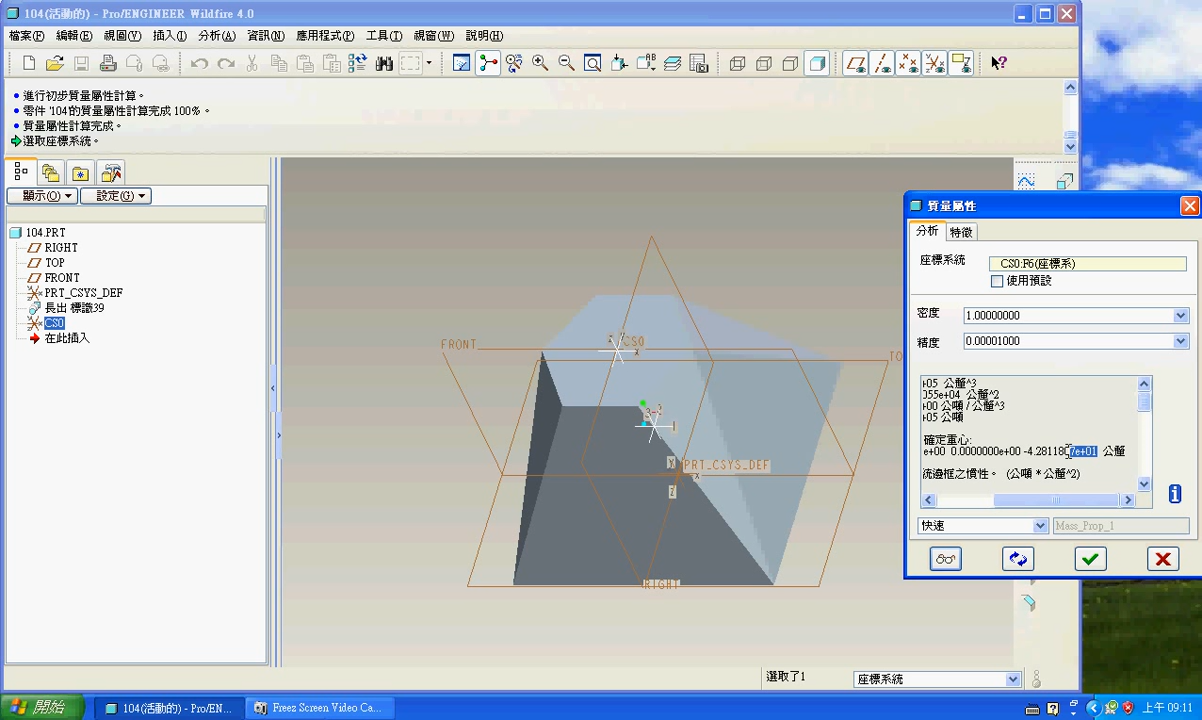 104(活動的) - Pro/ENGINEER Wildfire 4.0
檔案(F) 編輯(E) 視圖(V) 插入(I) 分析(A) 資訊(N) 應用程式(P) 工具(T) 視窗(W) 說明(H)
進行初步質量屬性計算。
零件 '104'的質量屬性計算完成 100%。
質量屬性計算完成。
選取座標系統。
顯示(O) 設定(G)
104.PRT
RIGHT
TOP
FRONT
PRT_CSYS_DEF
長出 標識39
CS0
在此插入
CS0
FRONT
TO
PRT_CSYS_DEF
RIGHT
質量屬性
分析 特徵
座標系統 CS0:F6(座標系)
使用預設
密度 1.00000000
精度 0.00001000
+05 公釐^3
055e+04 公釐^2
+00 公噸 / 公釐^3
+05 公噸
確定重心:
e+00 0.0000000e+00 -4.2811807e+01 公釐
流邊框之慣性。 (公噸 * 公釐^2)
快速 Mass_Prop_1
選取了1 座標系統
開始 104(活動的) - Pro/EN... Freez Screen Video Ca... 上午 09:11